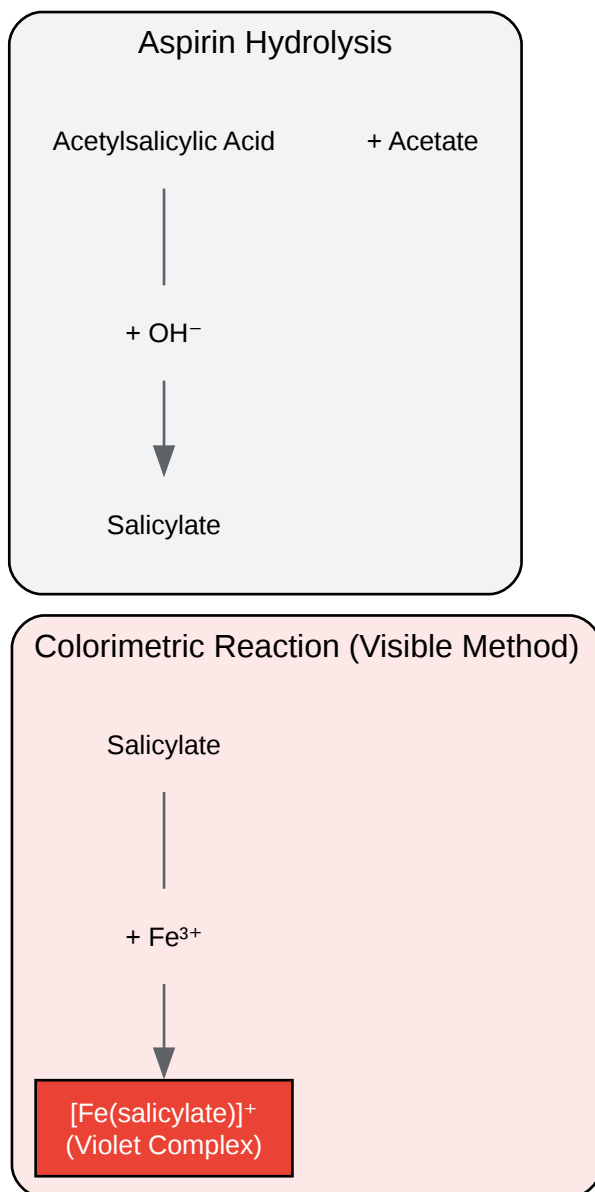 Aspirin Hydrolysis
Acetylsalicylic Acid
+ Acetate
+ OH⁻
Salicylate
Colorimetric Reaction (Visible Method)
Salicylate
+ Fe³⁺
[Fe(salicylate)]⁺
(Violet Complex)